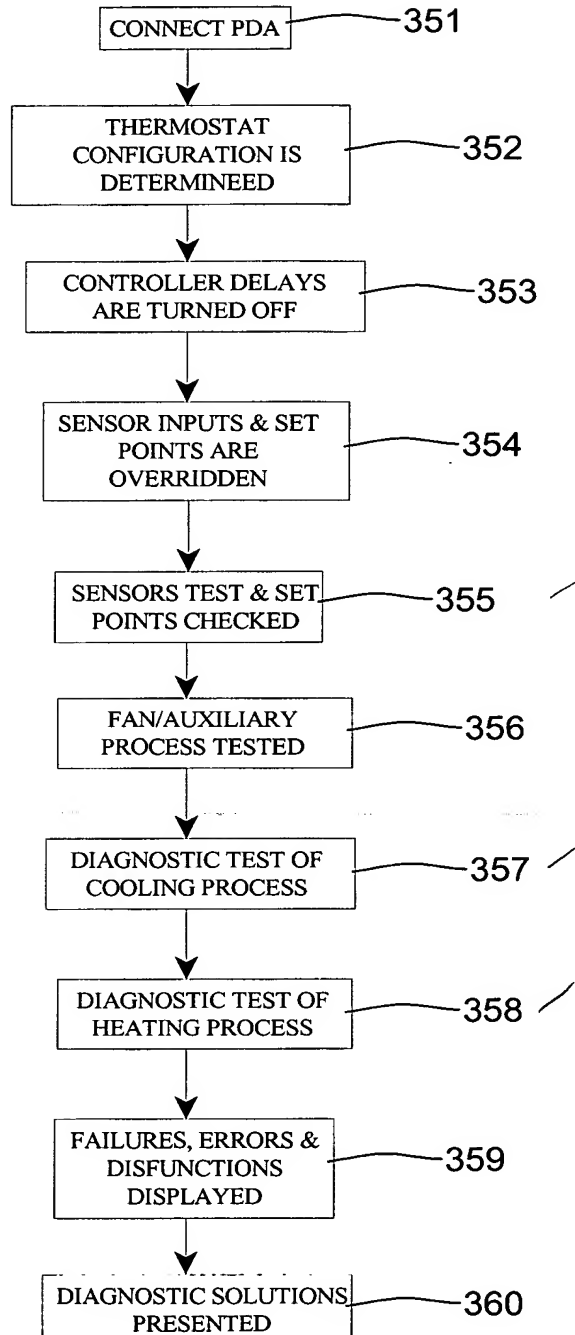 CONNECT PDA
351
THERMOSTAT
CONFIGURATION IS
DETERMINEED
352
CONTROLLER DELAYS
ARE TURNED OFF
353
SENSOR INPUTS & SET
POINTS ARE
OVERRIDDEN
354
SENSORS TEST & SET
POINTS CHECKED
355
FAN/AUXILIARY
PROCESS TESTED
356
DIAGNOSTIC TEST OF
COOLING PROCESS
357
DIAGNOSTIC TEST OF
HEATING PROCESS
358
FAILURES, ERRORS &
DISFUNCTIONS
DISPLAYED
359
DIAGNOSTIC SOLUTIONS
PRESENTED
360